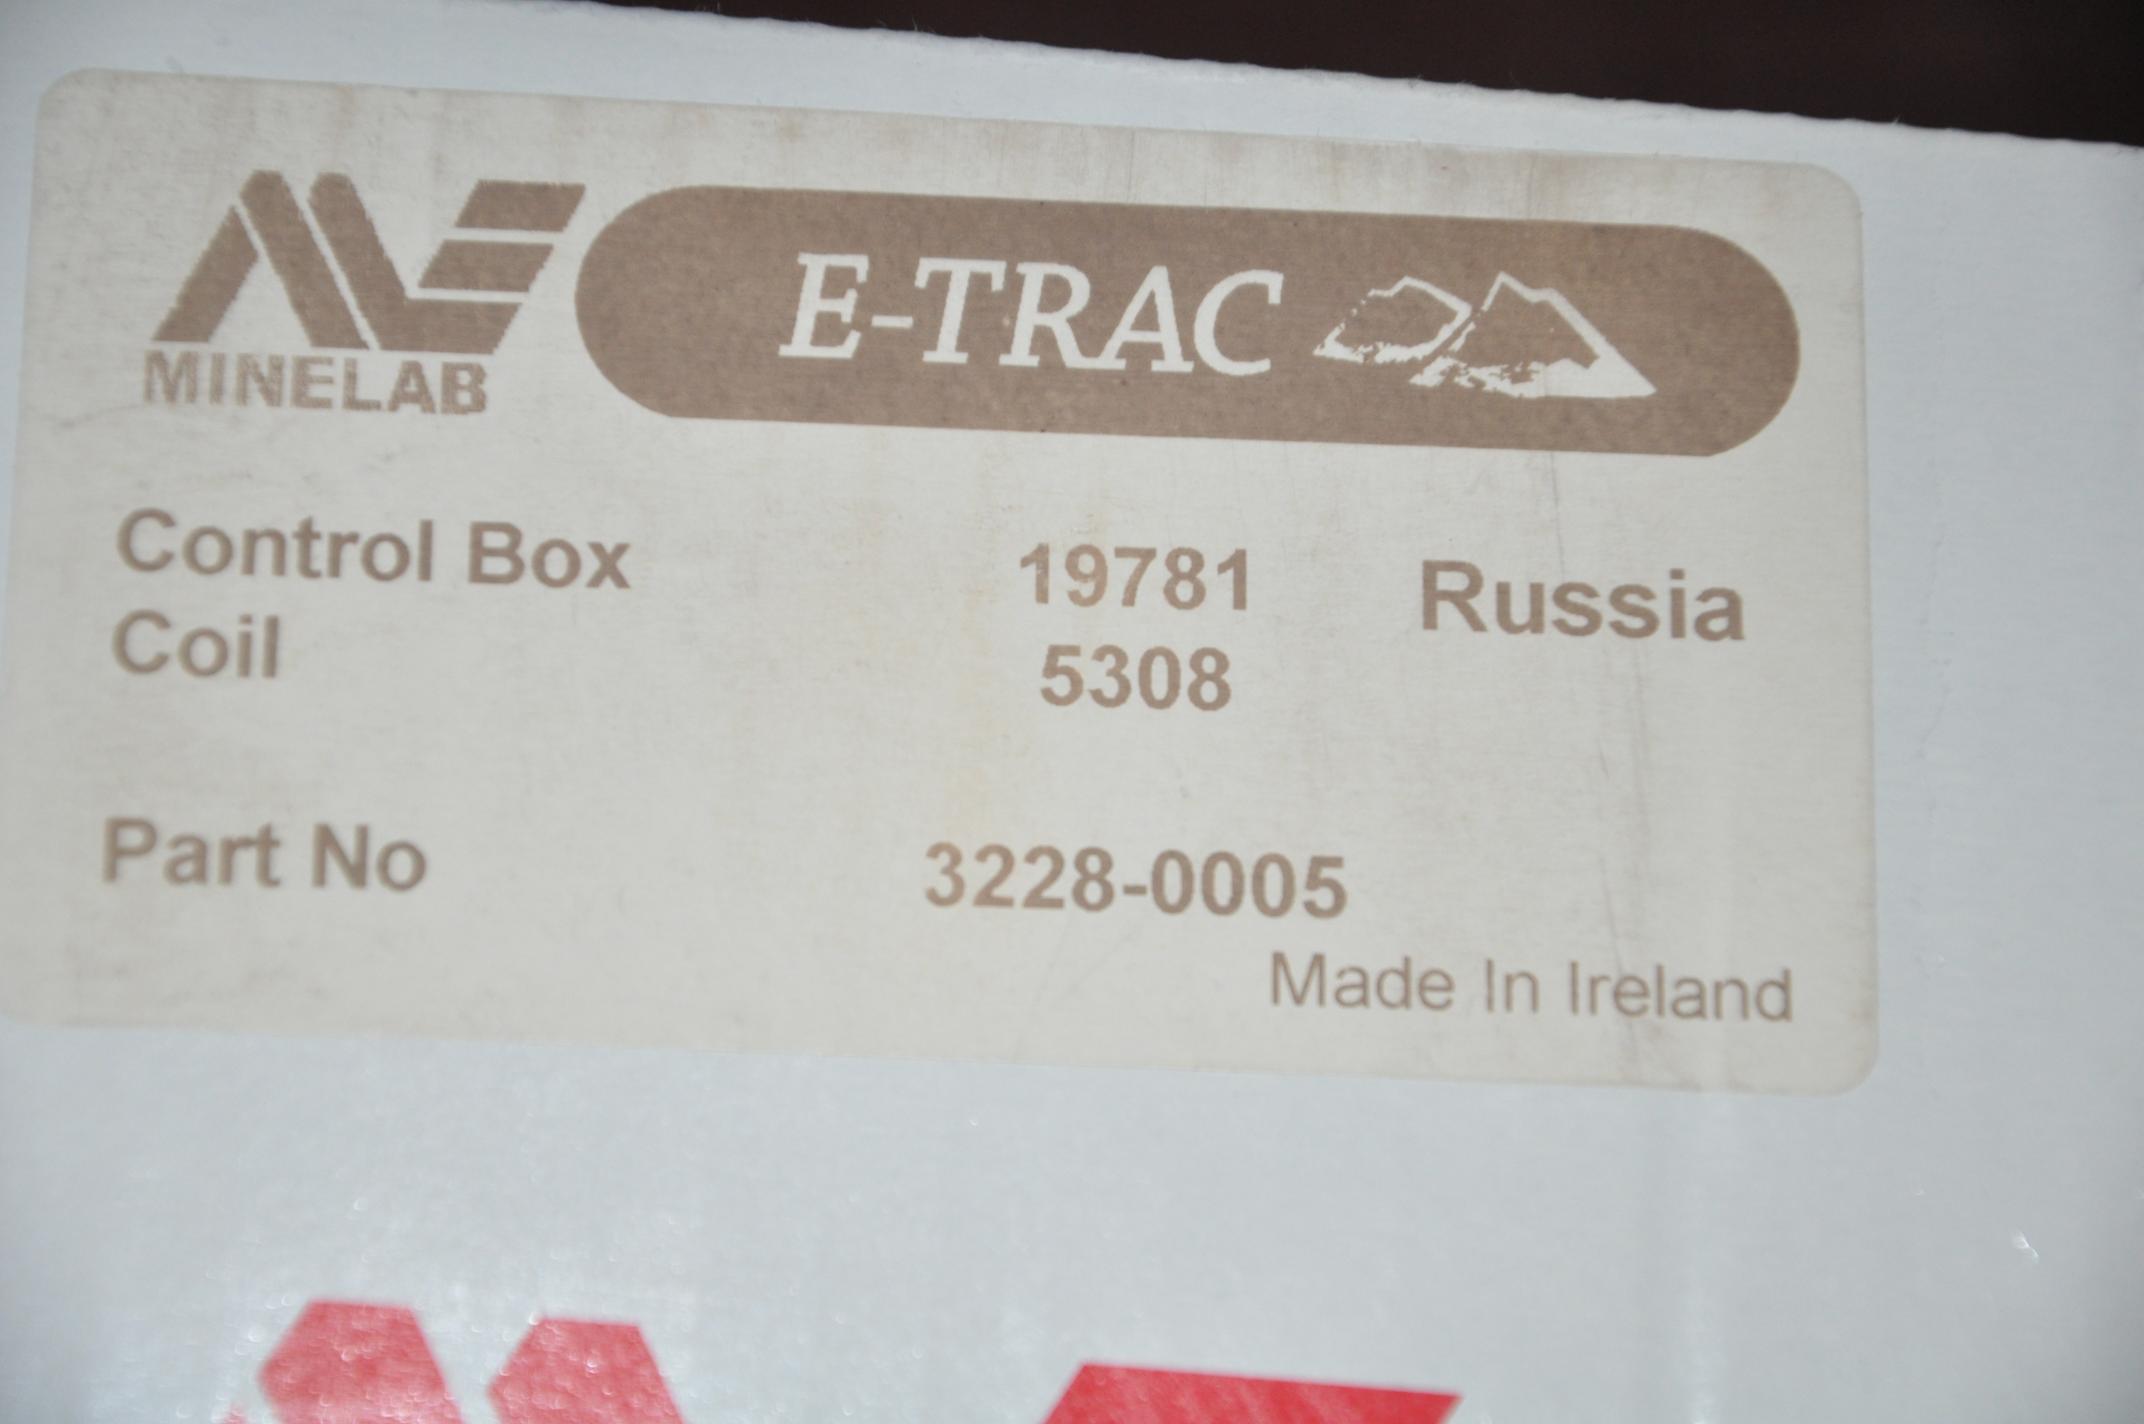 MINELAB
E-TRAC
Control Box 19781 Russia
Coil 5308
Part No 3228-0005
Made In Ireland